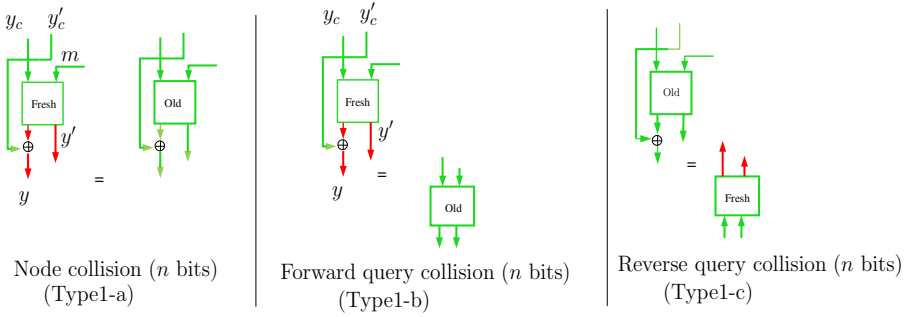 y_c y'_c
m
Fresh
y'
⊕
y
=
Old
⊕
Node collision (n bits)
(Type1-a)
y_c y'_c
Fresh
y'
⊕
y
=
Old
Forward query collision (n bits)
(Type1-b)
Old
⊕
=
Fresh
Reverse query collision (n bits)
(Type1-c)